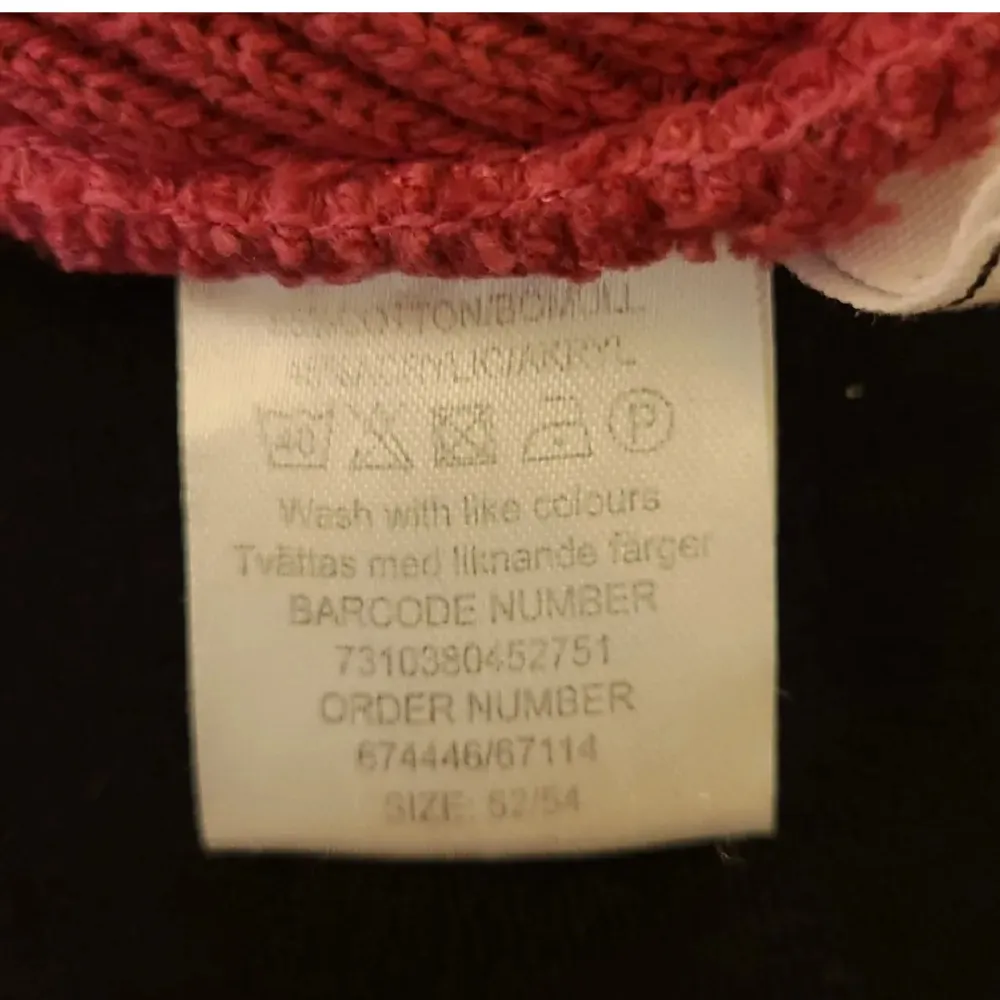 COTTON/BOMULL
ACRYLIC/AKRYL
40 P
Wash with like colours
Tvättas med liknande färger
BARCODE NUMBER
7310380452751
ORDER NUMBER
674446/67114
SIZE: 52/54